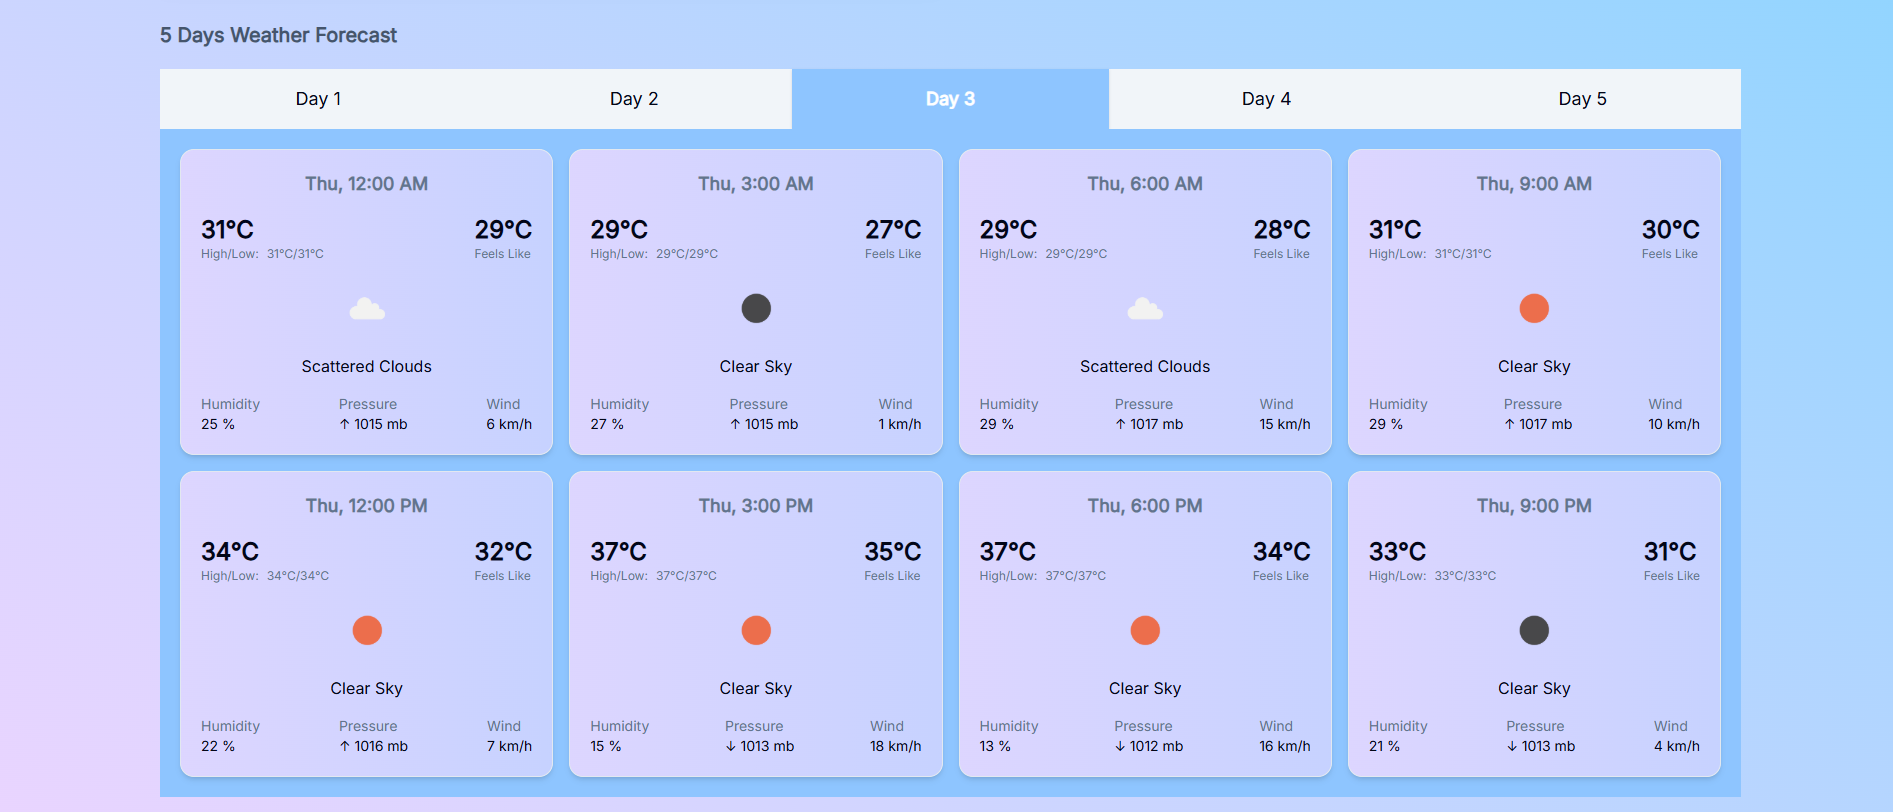 5 Days Weather Forecast
Day 1 Day 2 Day 3 Day 4 Day 5
Thu, 12:00 AM
31°C 29°C
High/Low: 31°C/31°C Feels Like
Scattered Clouds
Humidity Pressure Wind
25 % ↑ 1015 mb 6 km/h
Thu, 3:00 AM
29°C 27°C
High/Low: 29°C/29°C Feels Like
Clear Sky
Humidity Pressure Wind
27 % ↑ 1015 mb 1 km/h
Thu, 6:00 AM
29°C 28°C
High/Low: 29°C/29°C Feels Like
Scattered Clouds
Humidity Pressure Wind
29 % ↑ 1017 mb 15 km/h
Thu, 9:00 AM
31°C 30°C
High/Low: 31°C/31°C Feels Like
Clear Sky
Humidity Pressure Wind
29 % ↑ 1017 mb 10 km/h
Thu, 12:00 PM
34°C 32°C
High/Low: 34°C/34°C Feels Like
Clear Sky
Humidity Pressure Wind
22 % ↑ 1016 mb 7 km/h
Thu, 3:00 PM
37°C 35°C
High/Low: 37°C/37°C Feels Like
Clear Sky
Humidity Pressure Wind
15 % ↓ 1013 mb 18 km/h
Thu, 6:00 PM
37°C 34°C
High/Low: 37°C/37°C Feels Like
Clear Sky
Humidity Pressure Wind
13 % ↓ 1012 mb 16 km/h
Thu, 9:00 PM
33°C 31°C
High/Low: 33°C/33°C Feels Like
Clear Sky
Humidity Pressure Wind
21 % ↓ 1013 mb 4 km/h